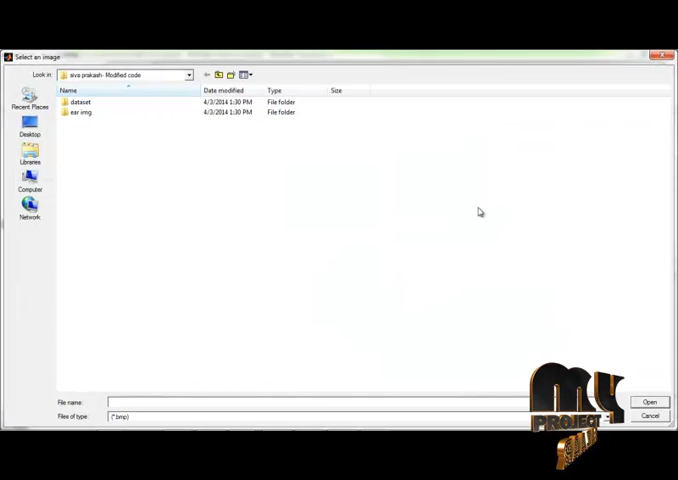 Select an image
Look in: siva prakash- Modified code
Name Date modified Type Size
dataset 4/3/2014 1:30 PM File folder
ear img 4/3/2014 1:30 PM File folder
Recent Places
Desktop
Libraries
Computer
Network
File name: Open
Files of type: (*.bmp) Cancel
MY
PROJECT